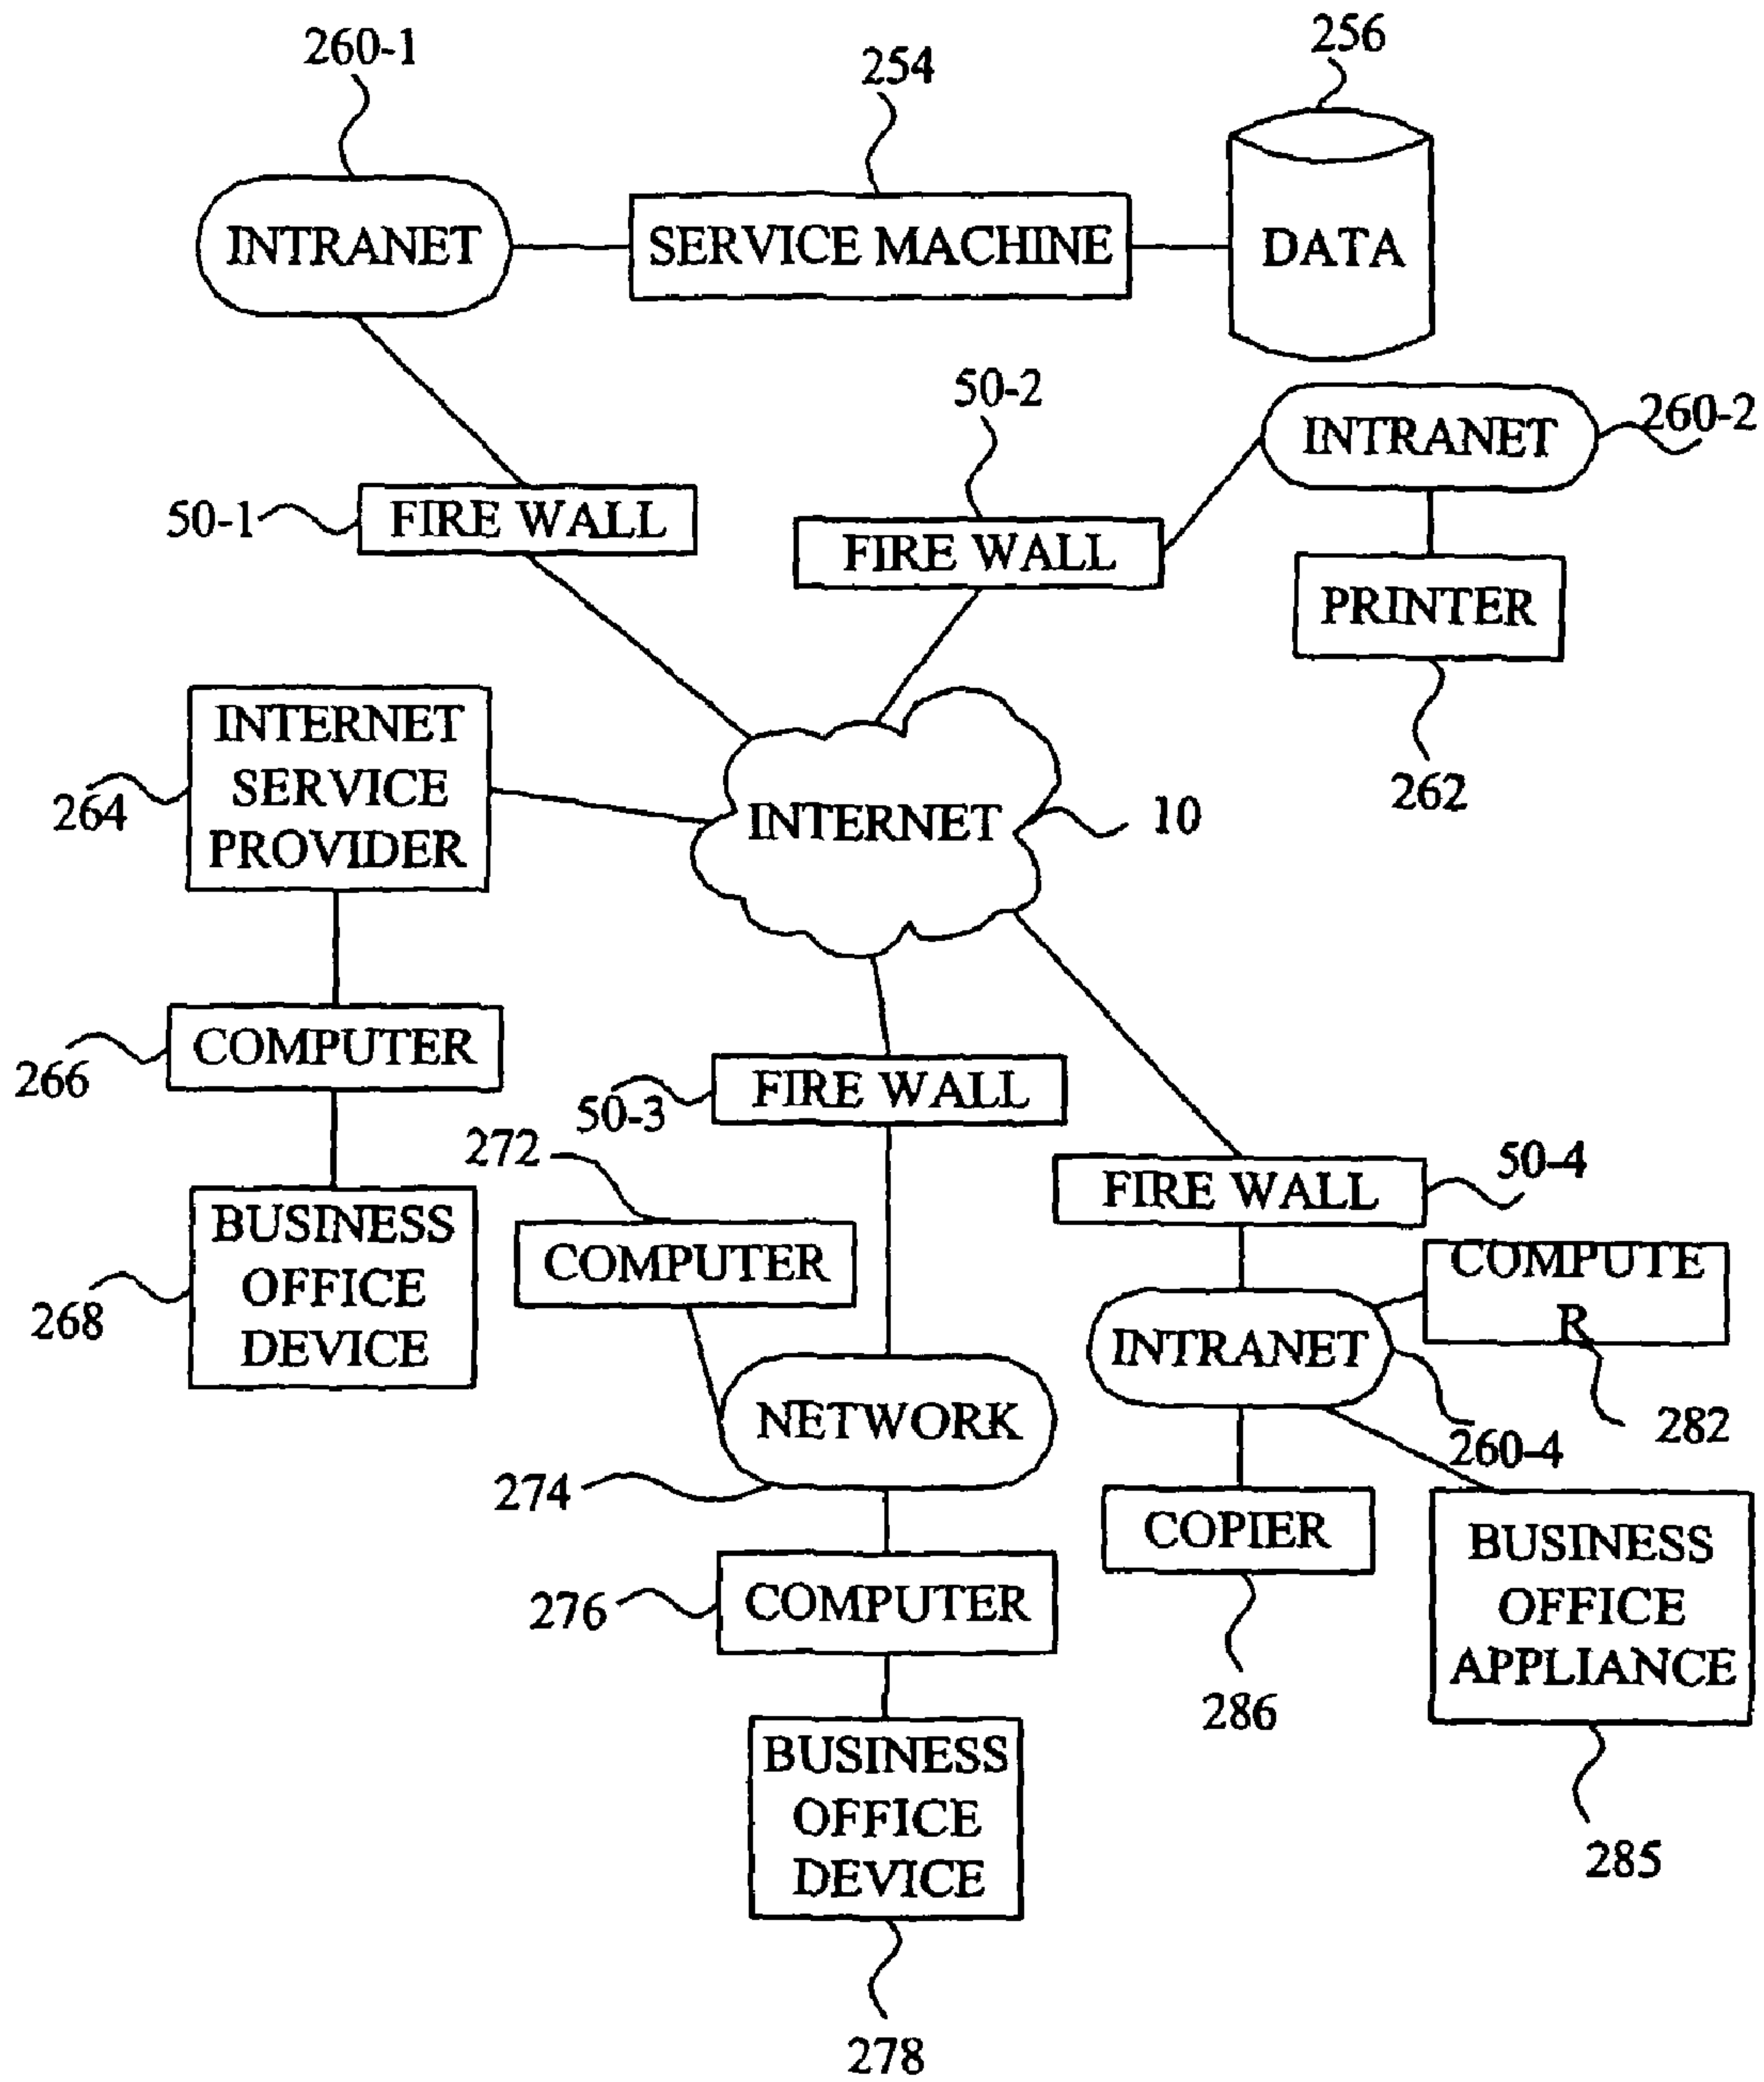 260-1
254
256
INTRANET
SERVICE MACHINE
DATA
50-2
INTRANET
260-2
50-1
FIRE WALL
FIRE WALL
PRINTER
262
INTERNET
SERVICE
PROVIDER
264
INTERNET
10
COMPUTER
266
FIRE WALL
50-3
272
FIRE WALL
50-4
BUSINESS
OFFICE
DEVICE
268
COMPUTER
COMPUTE
R
INTRANET
282
260-4
NETWORK
274
COPIER
BUSINESS
OFFICE
APPLIANCE
COMPUTER
276
286
285
BUSINESS
OFFICE
DEVICE
278